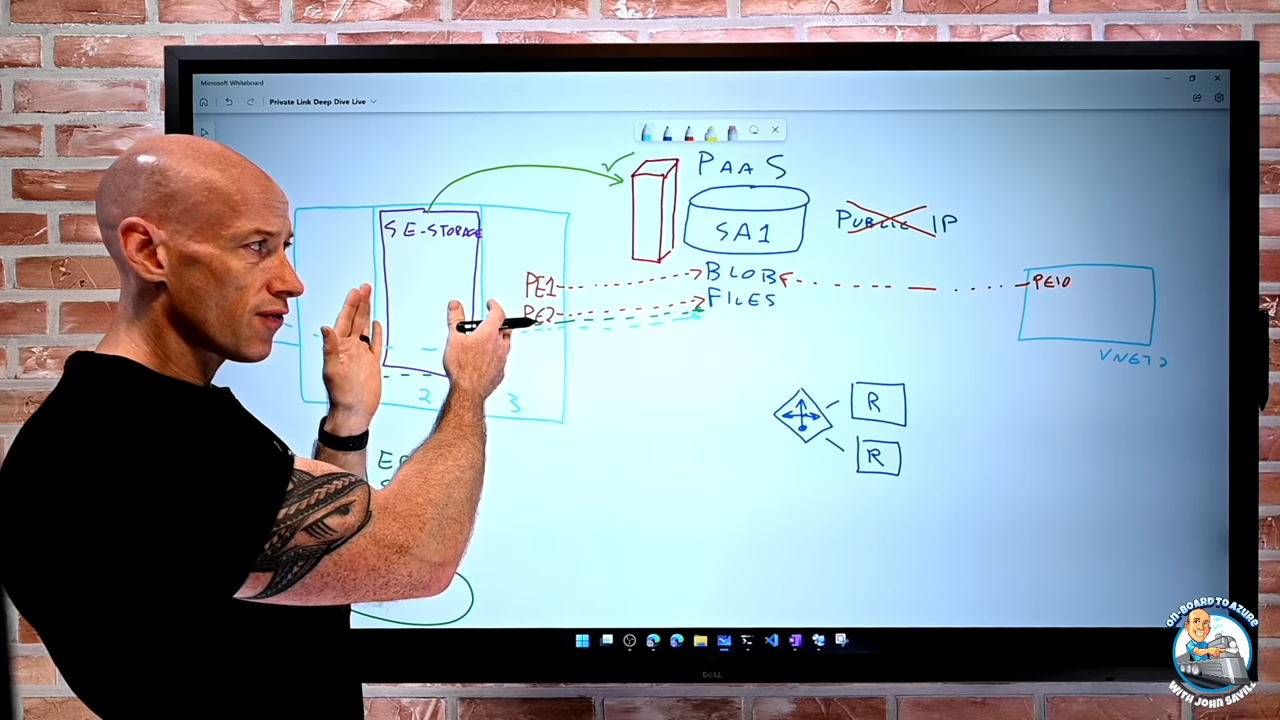 Microsoft Whiteboard
Private Link Deep Dive Live
PAAS
SE-STORAGE
SA1
PUBLIC IP
PE1
BLOB
PE2
FILES
PE10
2
3
R
R
DELL
ON-BOARD TO AZURE
WITH JOHN SAVILL